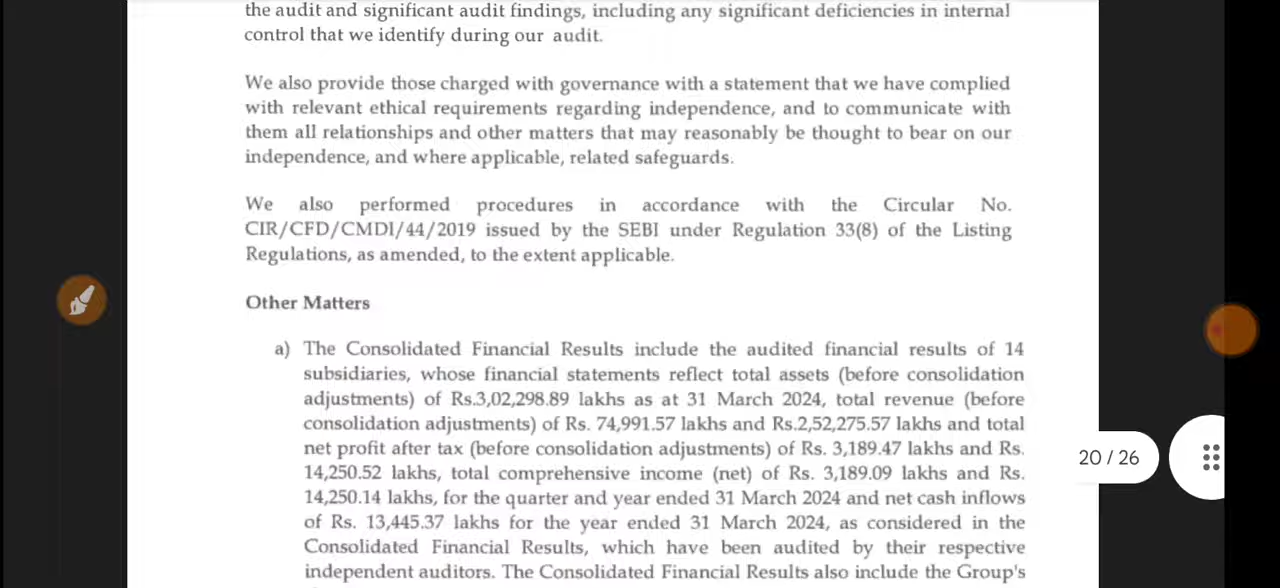 the audit and significant audit findings, including any significant deficiencies in internal
control that we identify during our audit.
We also provide those charged with governance with a statement that we have complied
with relevant ethical requirements regarding independence, and to communicate with
them all relationships and other matters that may reasonably be thought to bear on our
independence, and where applicable, related safeguards.
We also performed procedures in accordance with the Circular No.
CIR/CFD/CMDI/44/2019 issued by the SEBI under Regulation 33(8) of the Listing
Regulations, as amended, to the extent applicable.
Other Matters
a) The Consolidated Financial Results include the audited financial results of 14
subsidiaries, whose financial statements reflect total assets (before consolidation
adjustments) of Rs.3,02,298.89 lakhs as at 31 March 2024, total revenue (before
consolidation adjustments) of Rs. 74,991.57 lakhs and Rs.2,52,275.57 lakhs and total
net profit after tax (before consolidation adjustments) of Rs. 3,189.47 lakhs and Rs.
14,250.52 lakhs, total comprehensive income (net) of Rs. 3,189.09 lakhs and Rs.
14,250.14 lakhs, for the quarter and year ended 31 March 2024 and net cash inflows
of Rs. 13,445.37 lakhs for the year ended 31 March 2024, as considered in the
Consolidated Financial Results, which have been audited by their respective
independent auditors. The Consolidated Financial Results also include the Group's
20 / 26